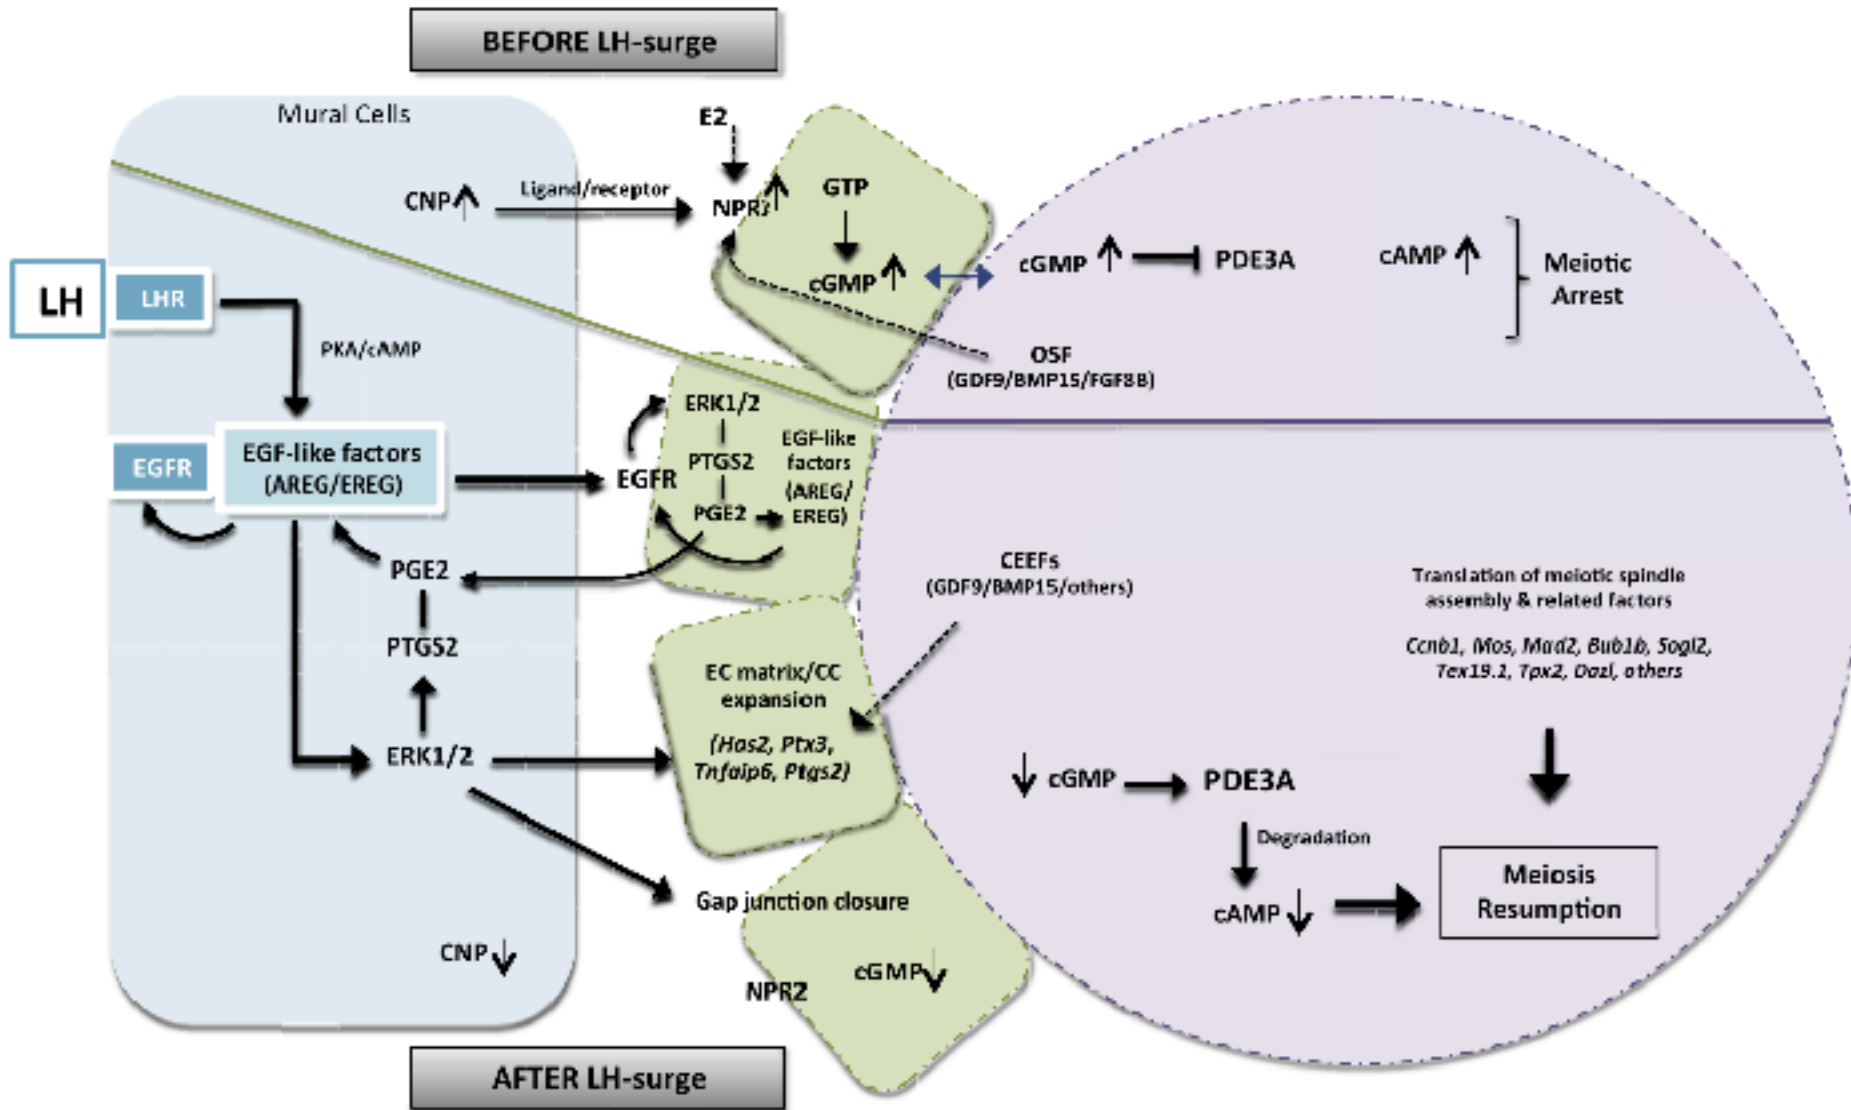 BEFORE LH-surge
Mural Cells
E2
CNP
Ligand/receptor
GTP
cGMP
cGMP
PDE3A
cAMP
Meiotic
Arrest
LH
LHR
PKA/cAMP
OSF
(GDF9/BMP15/FGF8B)
EGFR
EGF-like factors
(AREG/EREG)
EGFR
ERK1/2
PTGS2
PGE2
EGF-like
factors
(AREG/
EREG)
PGE2
PTGS2
ERK1/2
CEEFs
(GDF9/BMP15/others)
Translation of meiotic spindle
assembly & related factors
Ccnb1, Mos, Mad2, Bub1b, Sogl2,
Tex19.1, Tpx2, Dazl, others
EC matrix/CC
expansion
(Has2, Ptx3,
Tnfaip6, Ptgs2)
cGMP
PDE3A
Degradation
cAMP
Meiosis
Resumption
Gap junction closure
CNP
NPR2
cGMP
AFTER LH-surge